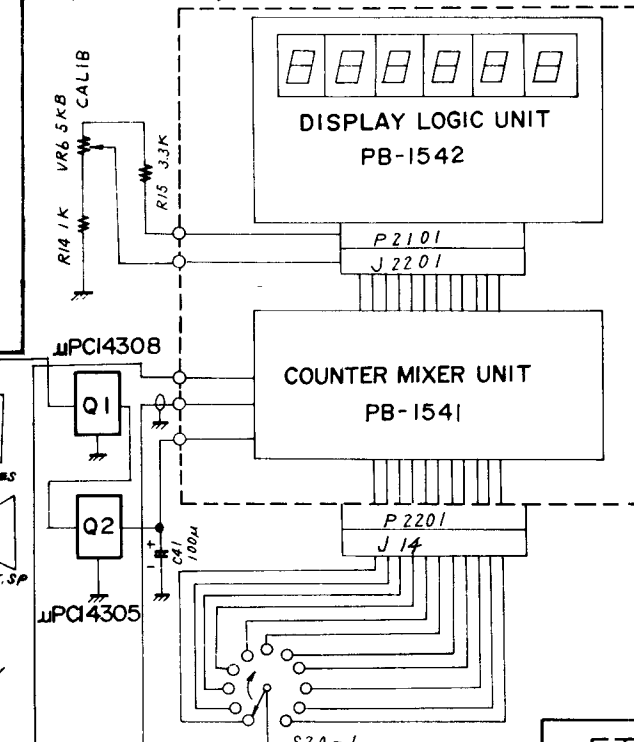 DISPLAY LOGIC UNIT
PB-1542
VR6 5KB
CALIB
R15 3.3K
R14 1K
P2101
J2201
μPC14308
Q1
COUNTER MIXER UNIT
PB-1541
Q2
+
-
C41
100μ
P2201
J14
μPC14305
.SP